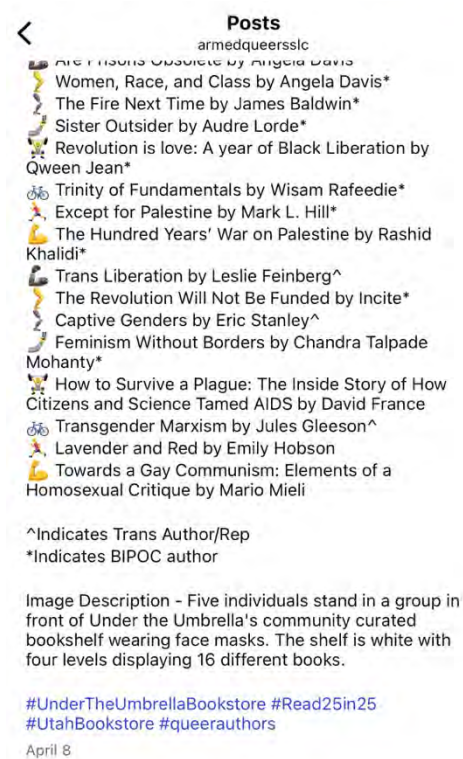 Posts
armedqueersslc
Are Prisons Obsolete by Angela Davis
Women, Race, and Class by Angela Davis*
The Fire Next Time by James Baldwin*
Sister Outsider by Audre Lorde*
Revolution is love: A year of Black Liberation by
Qween Jean*
Trinity of Fundamentals by Wisam Rafeedie*
Except for Palestine by Mark L. Hill*
The Hundred Years' War on Palestine by Rashid
Khalidi*
Trans Liberation by Leslie Feinberg^
The Revolution Will Not Be Funded by Incite*
Captive Genders by Eric Stanley^
Feminism Without Borders by Chandra Talpade
Mohanty*
How to Survive a Plague: The Inside Story of How
Citizens and Science Tamed AIDS by David France
Transgender Marxism by Jules Gleeson^
Lavender and Red by Emily Hobson
Towards a Gay Communism: Elements of a
Homosexual Critique by Mario Mieli
^Indicates Trans Author/Rep
*Indicates BIPOC author
Image Description - Five individuals stand in a group in
front of Under the Umbrella's community curated
bookshelf wearing face masks. The shelf is white with
four levels displaying 16 different books.
#UnderTheUmbrellaBookstore #Read25in25
#UtahBookstore #queerauthors
April 8